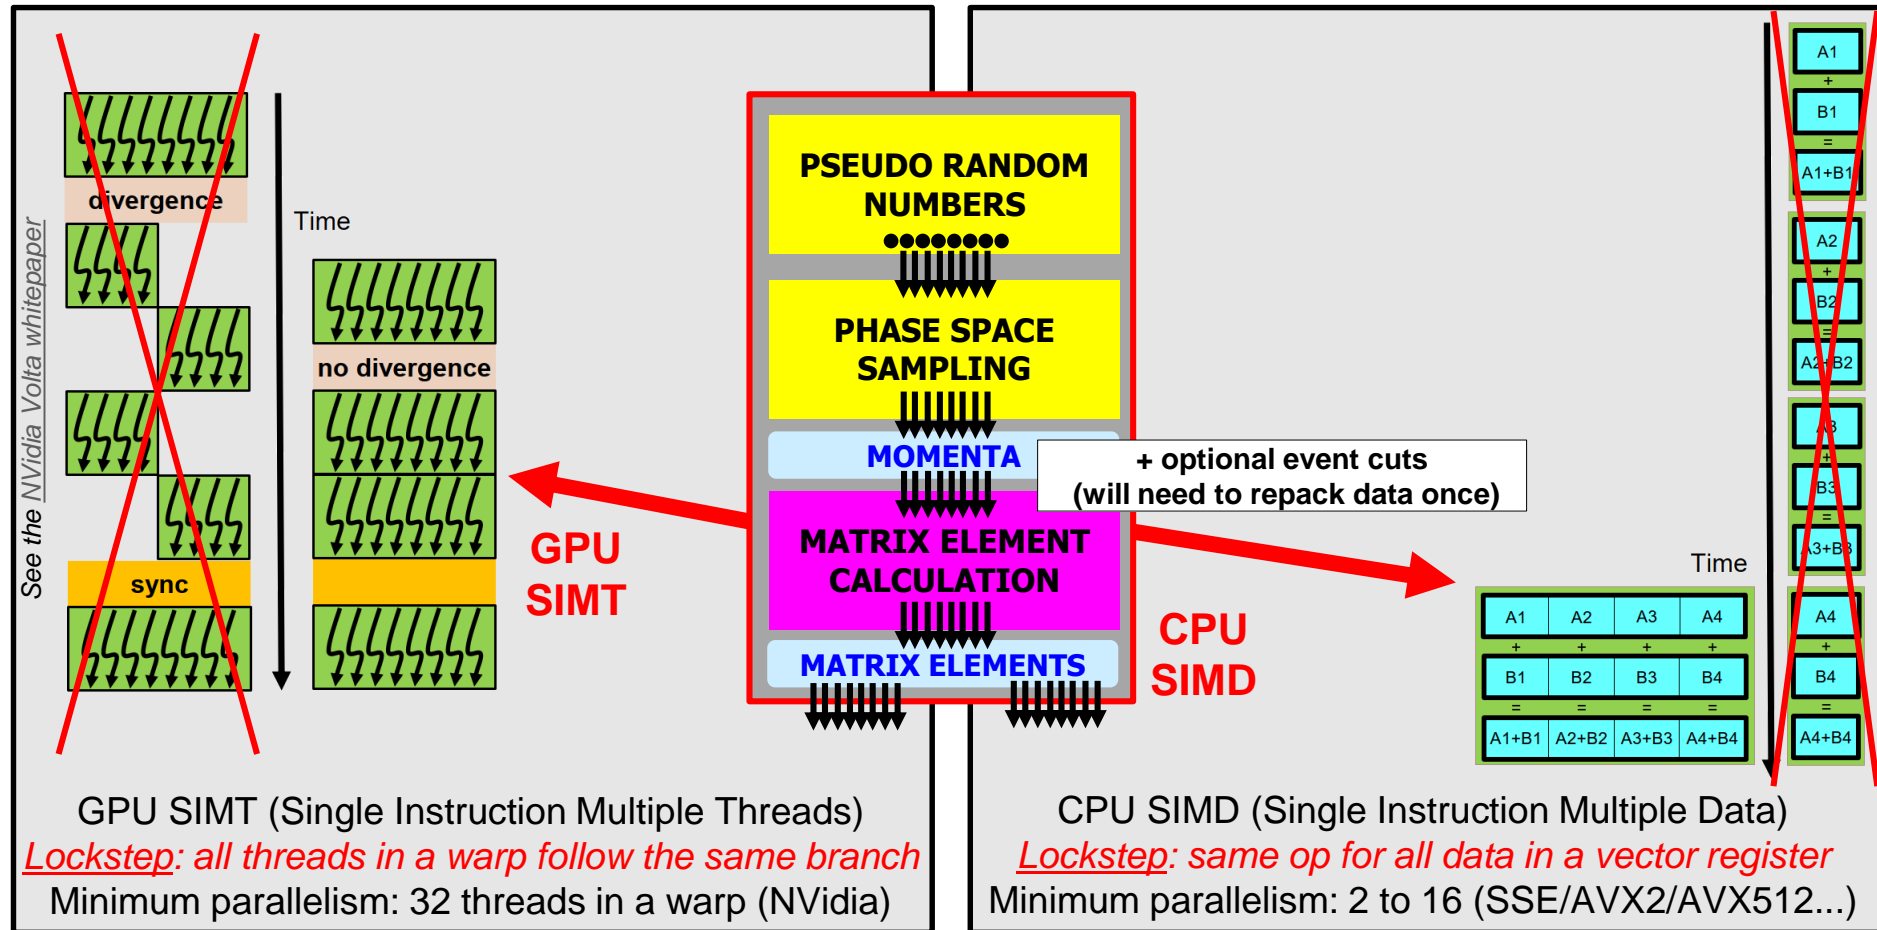 See the NVidia Volta whitepaper
divergence
sync
Time
no divergence
GPU
SIMT
PSEUDO RANDOM
NUMBERS
PHASE SPACE
SAMPLING
MOMENTA
+ optional event cuts
(will need to repack data once)
MATRIX ELEMENT
CALCULATION
MATRIX ELEMENTS
CPU
SIMD
Time
A1 A2 A3 A4
+ + + +
B1 B2 B3 B4
= = = =
A1+B1 A2+B2 A3+B3 A4+B4
A1
+
B1
=
A1+B1
A2
+
B2
=
A2+B2
A3
+
B3
=
A3+B3
A4
+
B4
=
A4+B4
GPU SIMT (Single Instruction Multiple Threads)
Lockstep: all threads in a warp follow the same branch
Minimum parallelism: 32 threads in a warp (NVidia)
CPU SIMD (Single Instruction Multiple Data)
Lockstep: same op for all data in a vector register
Minimum parallelism: 2 to 16 (SSE/AVX2/AVX512...)